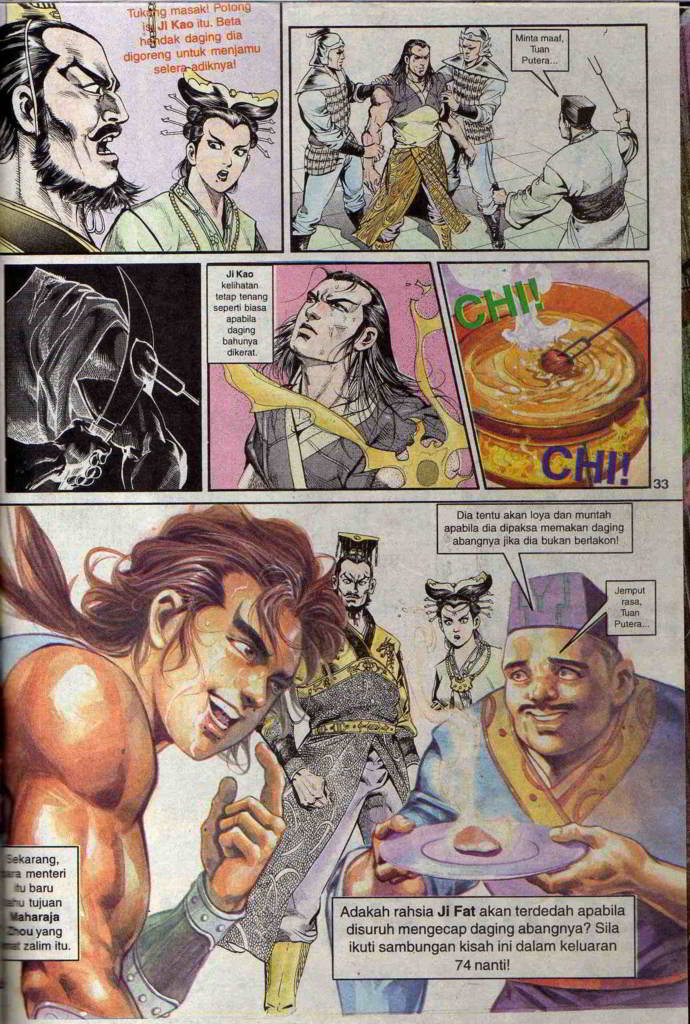 Tukang masak! Potong
isi Ji Kao itu. Beta
hendak daging dia
digoreng untuk menjamu
selera adiknya!
Minta maaf,
Tuan
Putera...
Ji Kao
kelihatan
tetap tenang
seperti biasa
apabila
daging
bahunya
dikerat.
CHI!
CHI!
33
Dia tentu akan loya dan muntah
apabila dia dipaksa memakan daging
abangnya jika dia bukan berlakon!
Jemput
rasa,
Tuan
Putera...
Sekarang,
para menteri
itu baru
tahu tujuan
Maharaja
Zhou yang
amat zalim itu.
Adakah rahsia Ji Fat akan terdedah apabila
disuruh mengecap daging abangnya? Sila
ikuti sambungan kisah ini dalam keluaran
74 nanti!